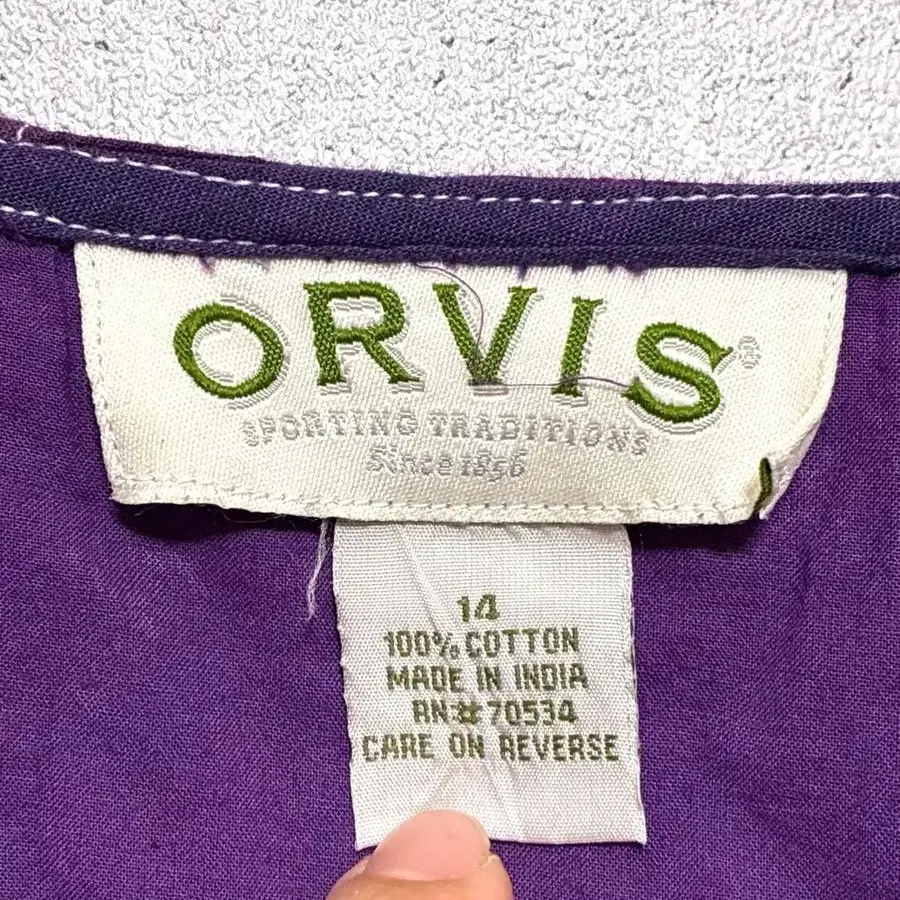 ORVIS®
SPORTING TRADITIONS
Since 1856
14
100% COTTON
MADE IN INDIA
RN# 70534
CARE ON REVERSE